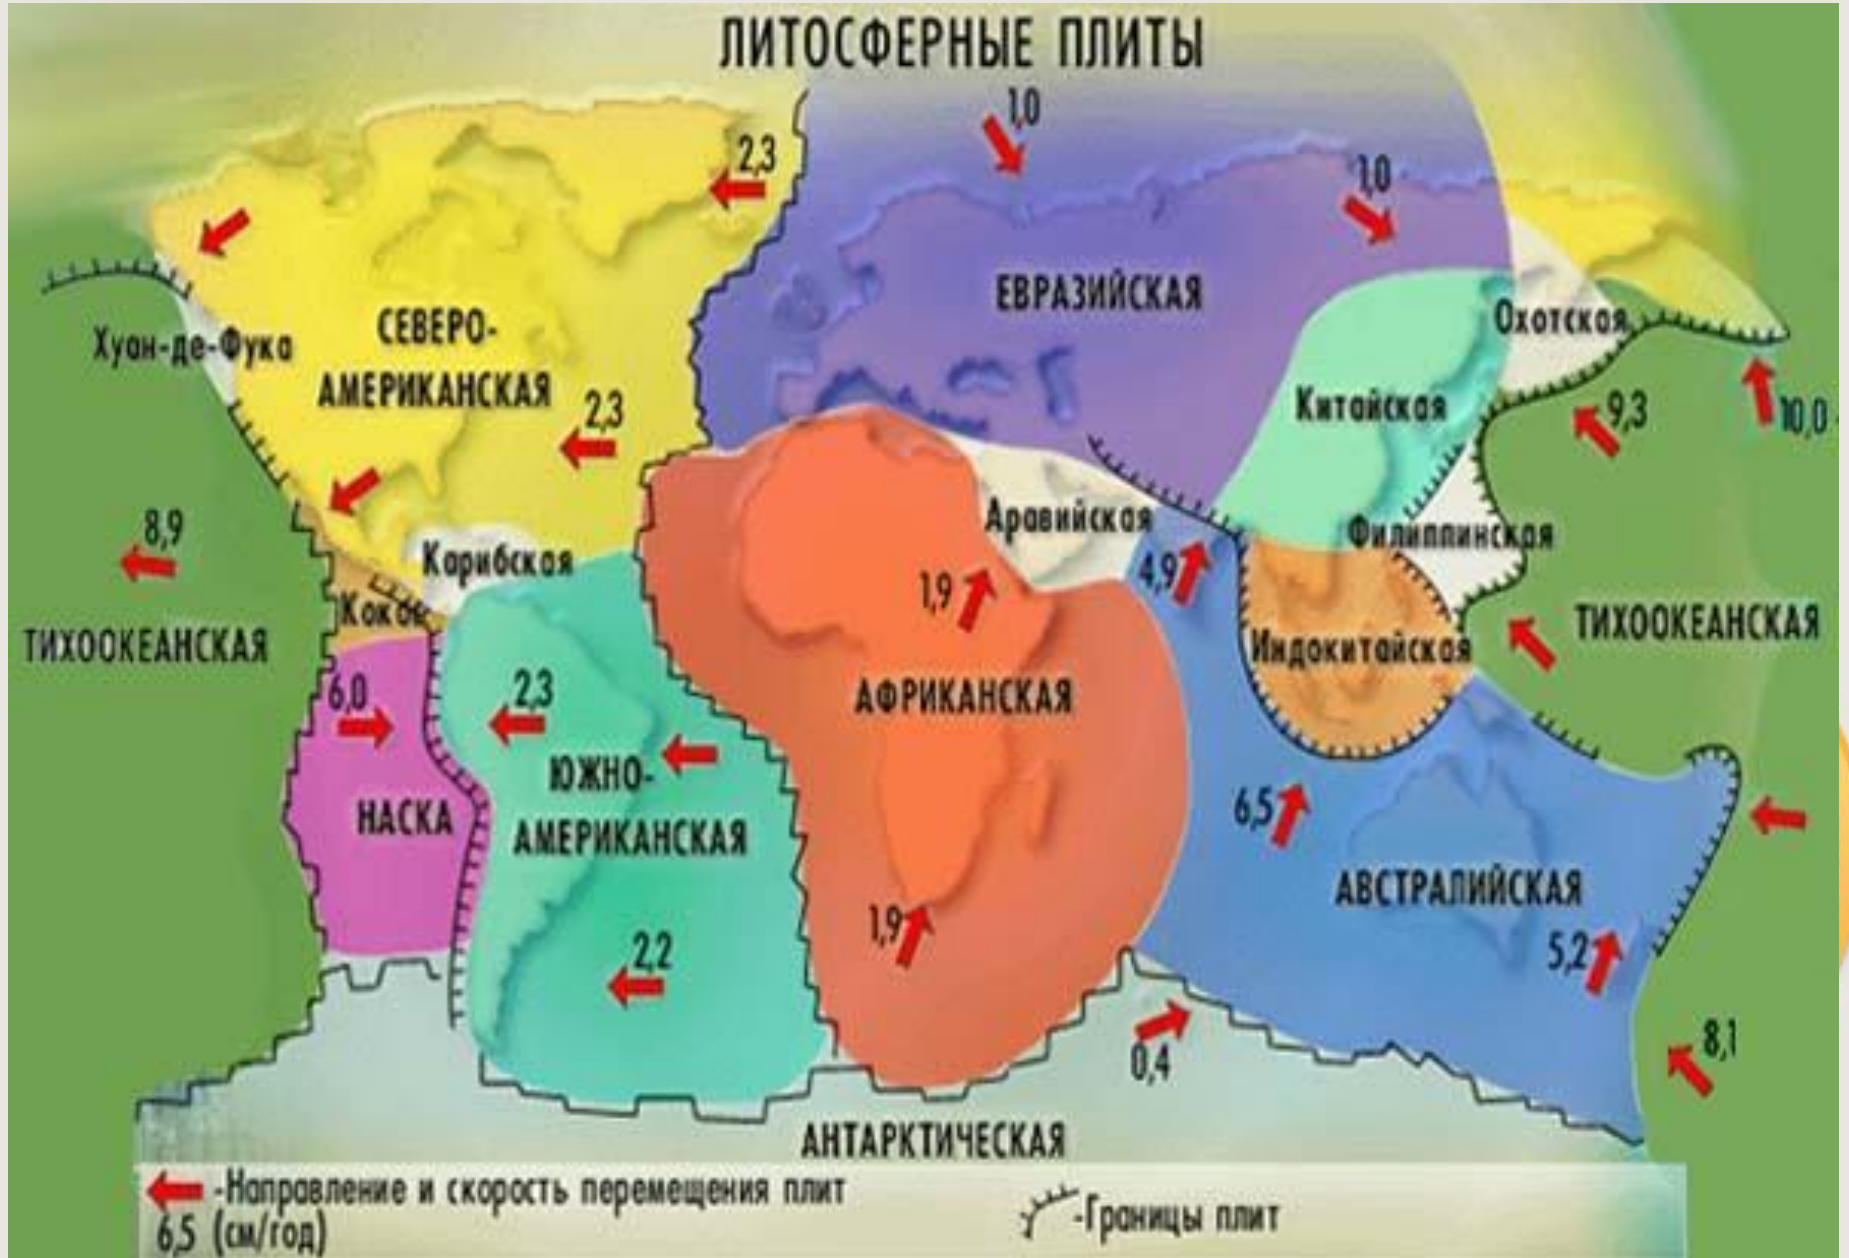 ЛИТОСФЕРНЫЕ ПЛИТЫ
1,0
2,3
1,0
ЕВРАЗИЙСКАЯ
Охотская
Хуан-де-Фука
СЕВЕРО-
АМЕРИКАНСКАЯ
2,3
Китайская
9,3
10,0
8,9
Карибская
Аравийская
4,9
Филиппинская
1,9
Кокос
ТИХООКЕАНСКАЯ
Индокитайская
ТИХООКЕАНСКАЯ
6,0
2,3
АФРИКАНСКАЯ
ЮЖНО-
АМЕРИКАНСКАЯ
НАСКА
6,5
АВСТРАЛИЙСКАЯ
1,9
2,2
5,2
0,4
8,1
АНТАРКТИЧЕСКАЯ
-Направление и скорость перемещения плит
6,5 (см/год)
-Границы плит